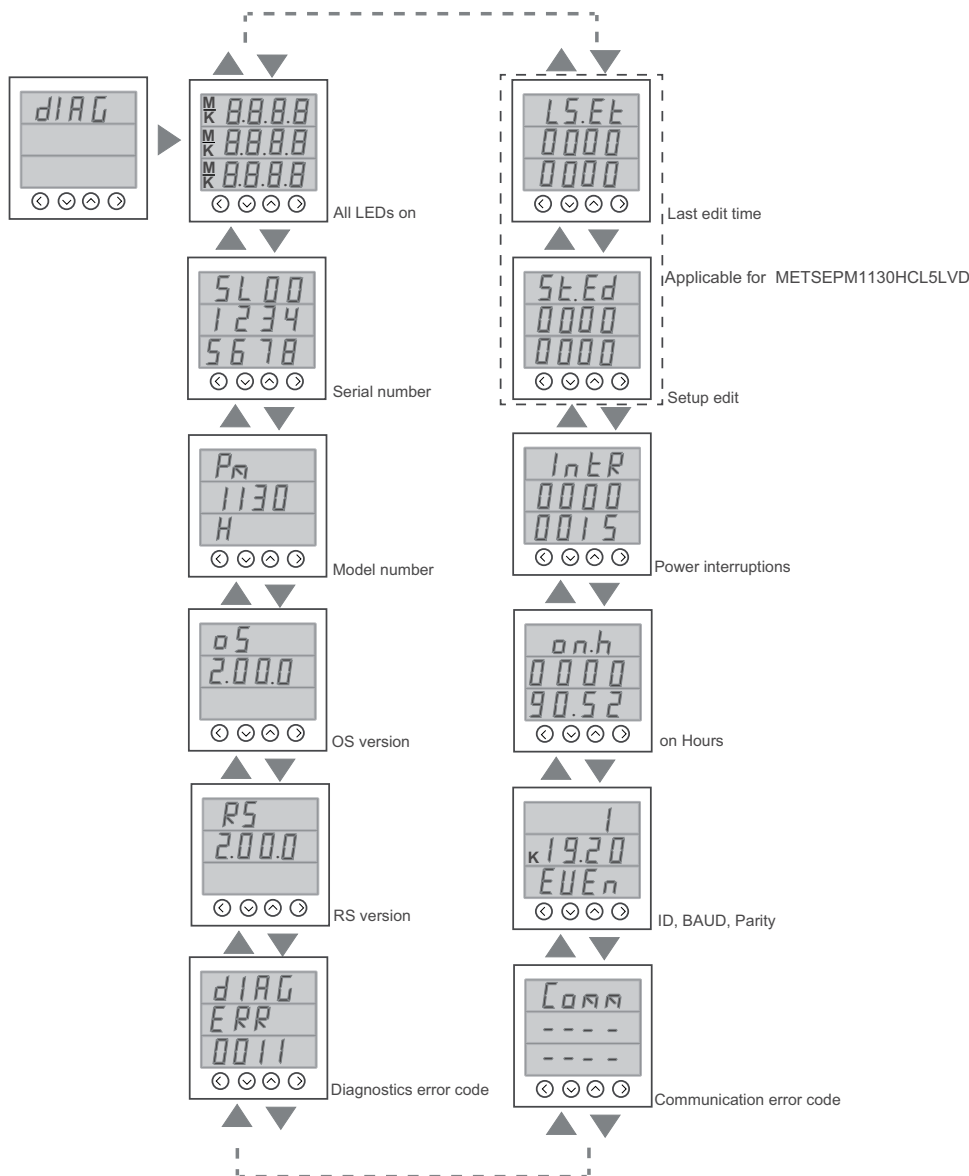 dIAG
M
K 8.8.8.8
M
K 8.8.8.8
M
K 8.8.8.8
All LEDs on
SL 00
1234
5678
Serial number
Pm
1130
H
Model number
oS
2.00.0
OS version
RS
2.00.0
RS version
dIAG
ERR
0011
Diagnostics error code
LS.Et
0000
0000
Last edit time
Applicable for METSEPM1130HCL5LVD
St.Ed
0000
0000
Setup edit
IntR
0000
0015
Power interruptions
on.h
0000
90.52
on Hours
1
K 19.20
EUEn
ID, BAUD, Parity
Comm
- - - -
- - - -
Communication error code